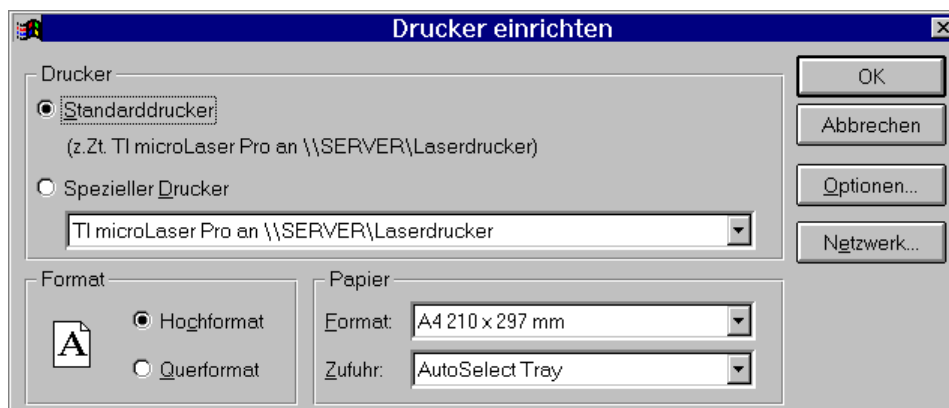 Drucker einrichten
Drucker
Standarddrucker
(z.Zt. TI microLaser Pro an \\SERVER\Laserdrucker)
Spezieller Drucker
TI microLaser Pro an \\SERVER\Laserdrucker
OK
Abbrechen
Optionen...
Netzwerk...
Format
A
Hochformat
Querformat
Papier
Format: A4 210 x 297 mm
Zufuhr: AutoSelect Tray